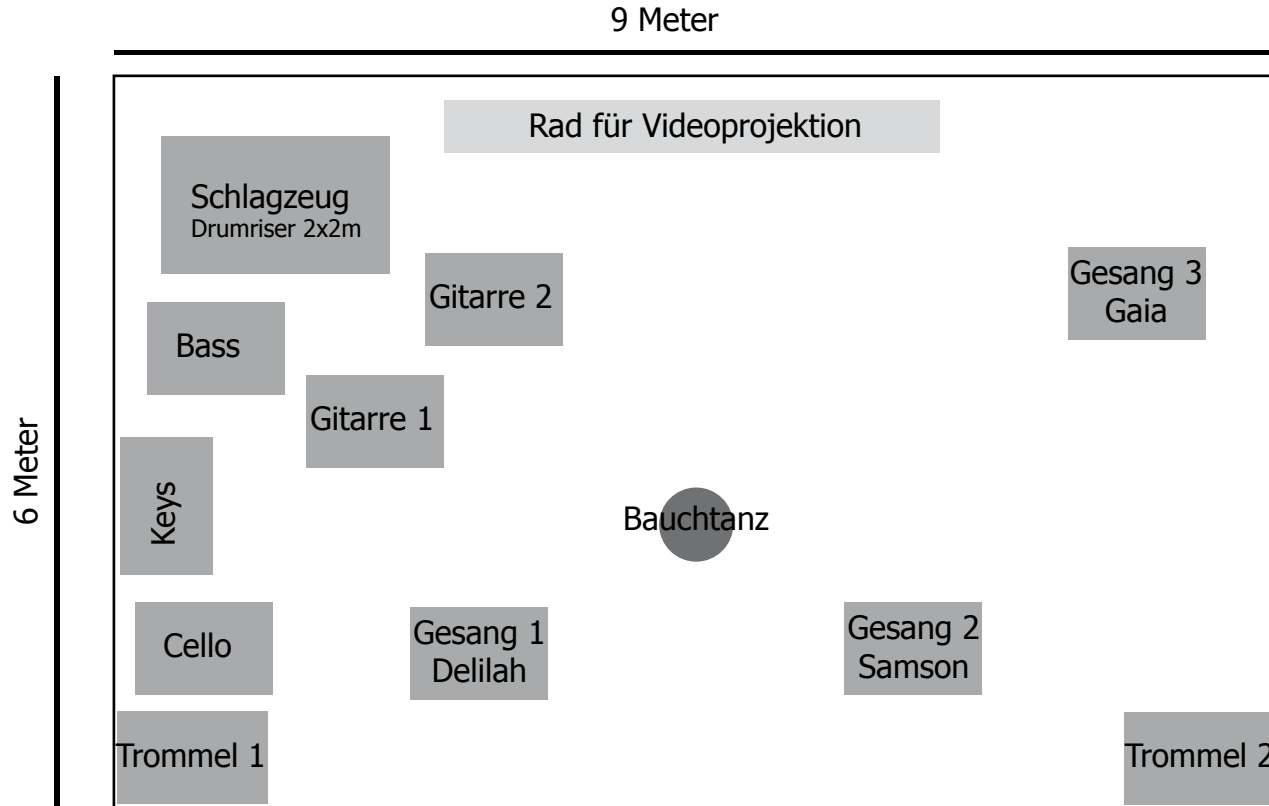 9 Meter
Rad für Videoprojektion
Schlagzeug
Drumriser 2x2m
Gitarre 2
Gesang 3
Gaia
Bass
Gitarre 1
6 Meter
Keys
Bauchtanz
Cello
Gesang 1
Delilah
Gesang 2
Samson
Trommel 1
Trommel 2